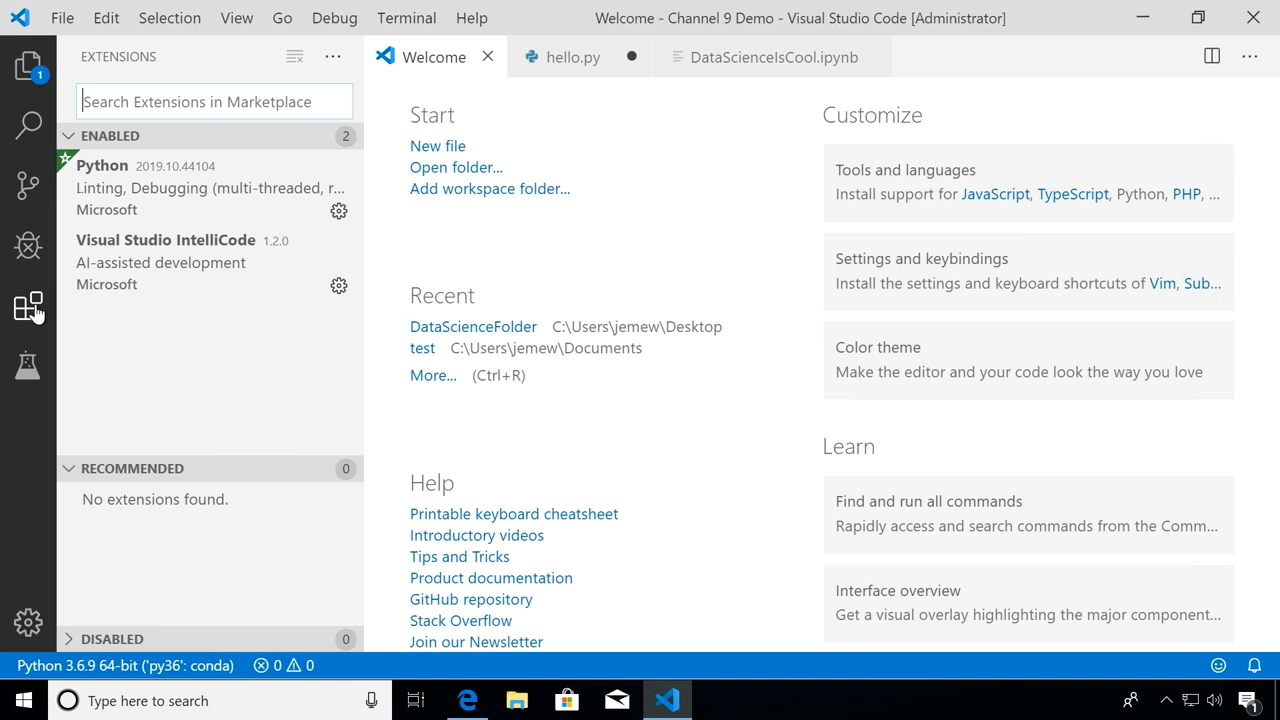 File Edit Selection View Go Debug Terminal Help
Welcome - Channel 9 Demo - Visual Studio Code [Administrator]
1
EXTENSIONS
Search Extensions in Marketplace
ENABLED 2
Python 2019.10.44104
Linting, Debugging (multi-threaded, r...
Microsoft
Visual Studio IntelliCode 1.2.0
AI-assisted development
Microsoft
RECOMMENDED 0
No extensions found.
DISABLED 0
Welcome
hello.py
DataScienceIsCool.ipynb
Start
New file
Open folder...
Add workspace folder...
Recent
DataScienceFolder C:\Users\jemew\Desktop
test C:\Users\jemew\Documents
More... (Ctrl+R)
Help
Printable keyboard cheatsheet
Introductory videos
Tips and Tricks
Product documentation
GitHub repository
Stack Overflow
Join our Newsletter
Customize
Tools and languages
Install support for JavaScript, TypeScript, Python, PHP, ...
Settings and keybindings
Install the settings and keyboard shortcuts of Vim, Sub...
Color theme
Make the editor and your code look the way you love
Learn
Find and run all commands
Rapidly access and search commands from the Comm...
Interface overview
Get a visual overlay highlighting the major component...
Python 3.6.9 64-bit ('py36': conda) 0 0
Type here to search
1